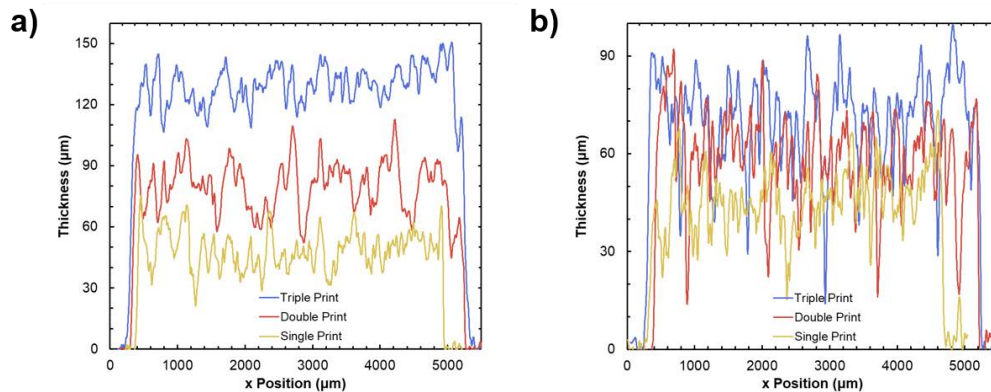 a)
150
120
90
60
30
0
Thickness (µm)
Triple Print
Double Print
Single Print
0 1000 2000 3000 4000 5000
x Position (µm)
b)
90
60
30
0
Thickness (µm)
Triple Print
Double Print
Single Print
0 1000 2000 3000 4000 5000
x Position (µm)